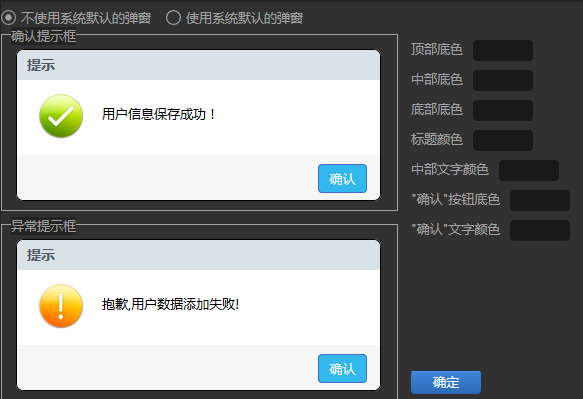 不使用系统默认的弹窗 使用系统默认的弹窗
确认提示框
提示
用户信息保存成功！
确认
异常提示框
提示
抱歉,用户数据添加失败!
确认
顶部底色
中部底色
底部底色
标题颜色
中部文字颜色
"确认"按钮底色
"确认"文字颜色
确定